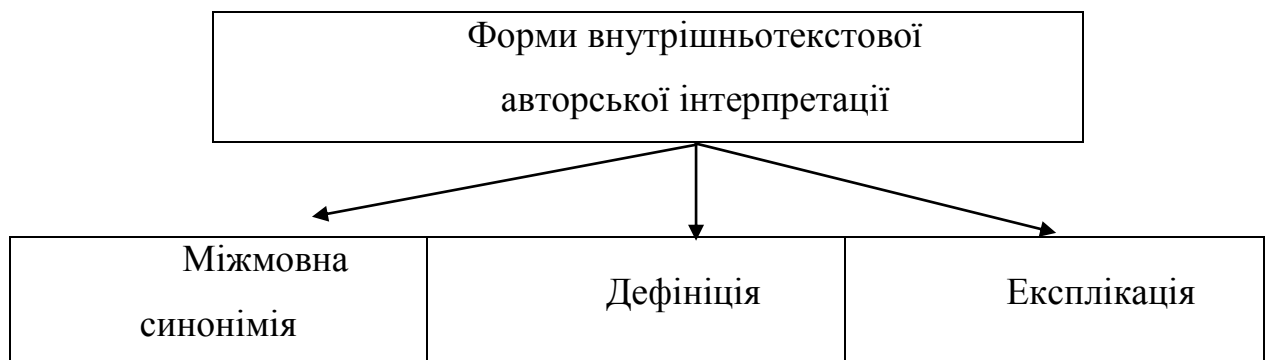 Форми внутрішньотекстової
авторської інтерпретації
Міжмовна
синонімія
Дефініція
Експлікація